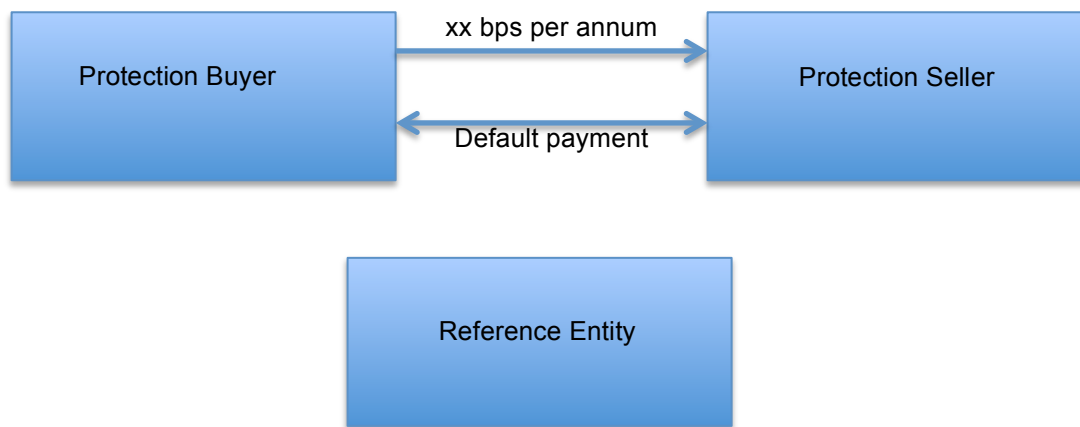 xx bps per annum
Protection Buyer
Protection Seller
Default payment
Reference Entity